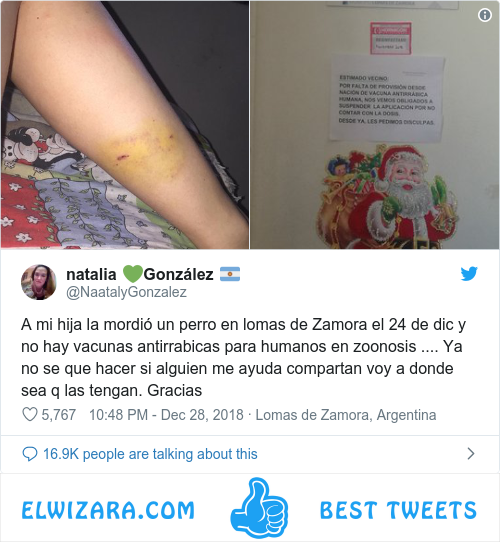 ESTIMADO VECINO:
POR FALTA DE PROVISIÓN DESDE
NACIÓN DE VACUNA ANTIRRÁBICA
HUMANA, NOS VEMOS OBLIGADOS A
SUSPENDER LA APLICACIÓN POR NO
CONTAR CON LA DOSIS.
DESDE YA, LES PEDIMOS DISCULPAS.
natalia 💚González 🇦🇷
@NaatalyGonzalez
A mi hija la mordió un perro en lomas de Zamora el 24 de dic y
no hay vacunas antirrabicas para humanos en zoonosis .... Ya
no se que hacer si alguien me ayuda compartan voy a donde
sea q las tengan. Gracias
5,767 10:48 PM - Dec 28, 2018 · Lomas de Zamora, Argentina
16.9K people are talking about this
ELWIZARA.COM BEST TWEETS